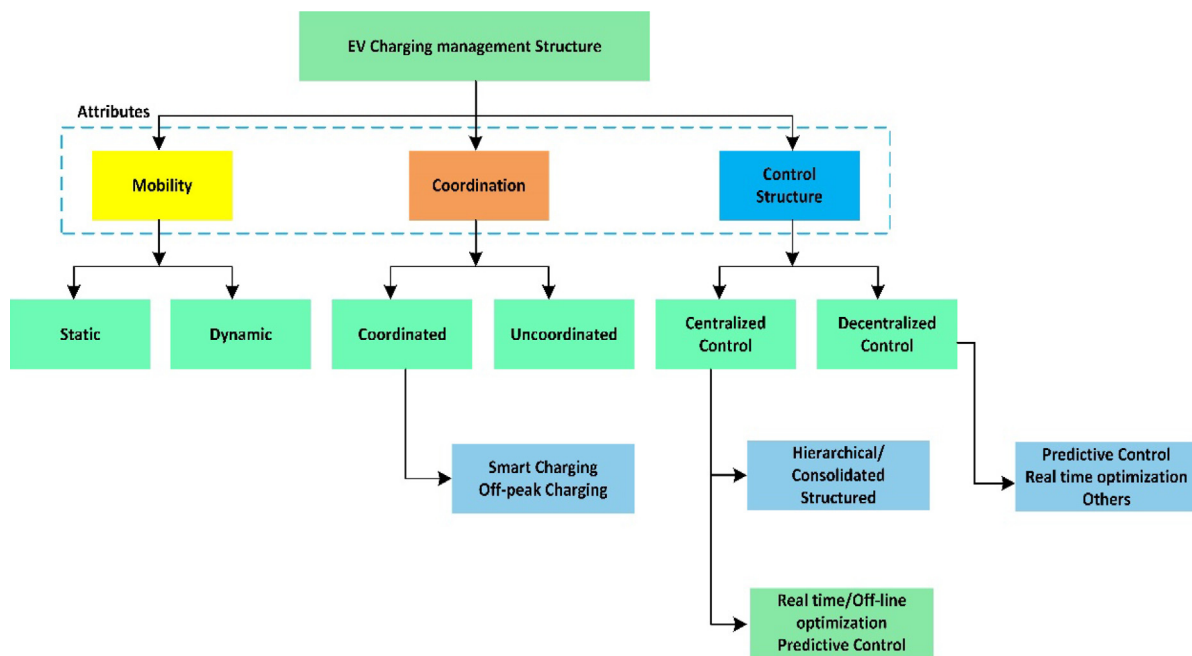 EV Charging management Structure
Attributes
Mobility
Coordination
Control
Structure
Static
Dynamic
Coordinated
Uncoordinated
Centralized
Control
Decentralized
Control
Smart Charging
Off-peak Charging
Hierarchical/
Consolidated
Structured
Predictive Control
Real time optimization
Others
Real time/Off-line
optimization
Predictive Control